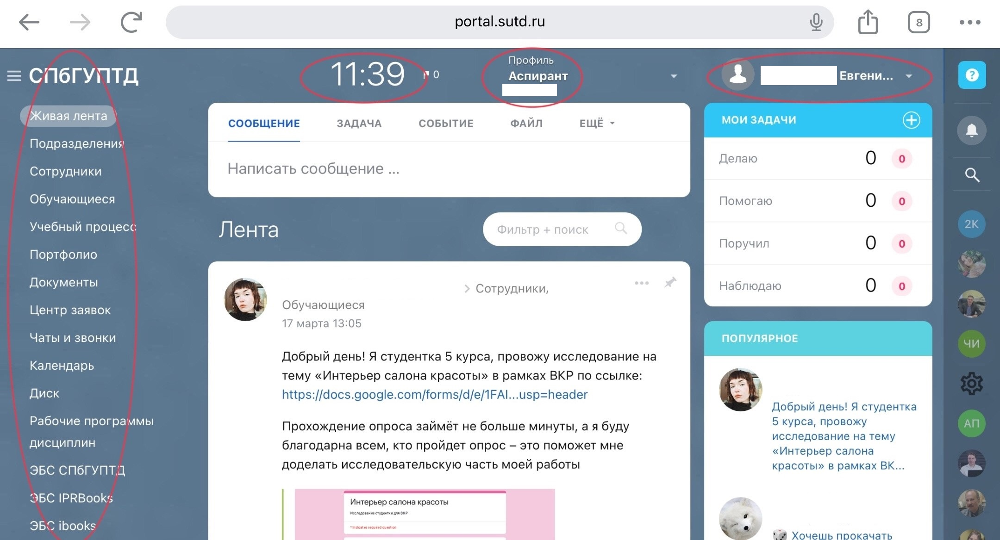 portal.sutd.ru
8
СПбГУПТД
11:39
0
Профиль
Аспирант
Евгени...
?
Живая лента
Подразделения
Сотрудники
Обучающиеся
Учебный процесс
Портфолио
Документы
Центр заявок
Чаты и звонки
Календарь
Диск
Рабочие программы
дисциплин
ЭБС СПбГУПТД
ЭБС IPRBooks
ЭБС ibooks
СООБЩЕНИЕ ЗАДАЧА СОБЫТИЕ ФАЙЛ ЕЩЁ
Написать сообщение ...
Лента
Фильтр + поиск
> Сотрудники,
Обучающиеся
17 марта 13:05
Добрый день! Я студентка 5 курса, провожу исследование на
тему «Интерьер салона красоты» в рамках ВКР по ссылке:
https://docs.google.com/forms/d/e/1FAI...usp=header
Прохождение опроса займёт не больше минуты, а я буду
благодарна всем, кто пройдет опрос – это поможет мне
доделать исследовательскую часть моей работы
Интерьер салона красоты
Исследование студентки для ВКР
* Indicates required question
МОИ ЗАДАЧИ
Делаю 0 0
Помогаю 0 0
Поручил 0 0
Наблюдаю 0 0
ПОПУЛЯРНОЕ
Добрый день! Я студентка
5 курса, провожу
исследование на тему
«Интерьер салона
красоты» в рамках ВК...
Хочешь прокачать
2К
ЧИ
АП